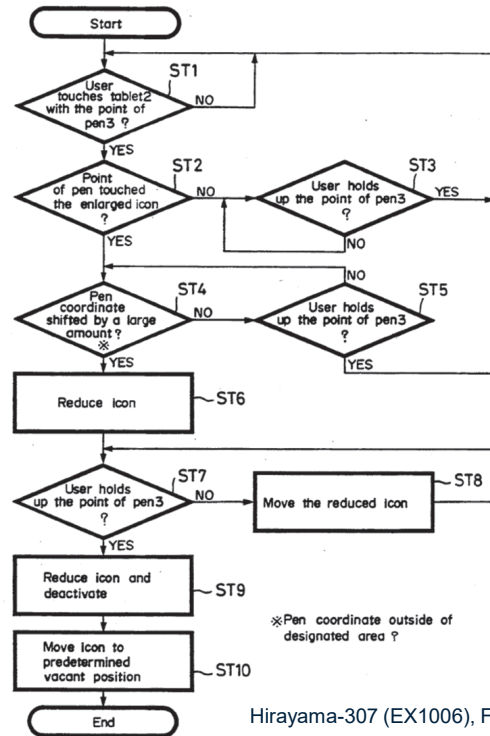 Start
ST1
User
touches tablet2
with the point of
pen3 ?
NO
YES
ST2
Point
of pen touched
the enlarged icon
?
NO
YES
ST3
User holds
up the point of pen3
?
YES
NO
ST4
Pen
coordinate
shifted by a large
amount?
※
NO
YES
NO
ST5
User holds
up the point of pen3
?
YES
Reduce icon
ST6
ST7
User holds
up the point of pen3
?
NO
YES
ST8
Move the reduced icon
Reduce icon and
deactivate
ST9
※Pen coordinate outside of
designated area ?
Move icon to
predetermined
vacant position
ST10
End
Hirayama-307 (EX1006), F